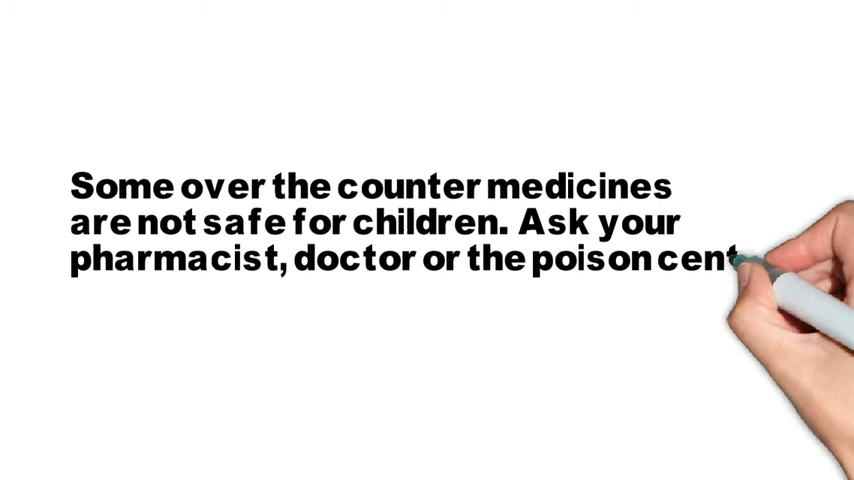 Some over the counter medicines
are not safe for children. Ask your
pharmacist, doctor or the poison cent